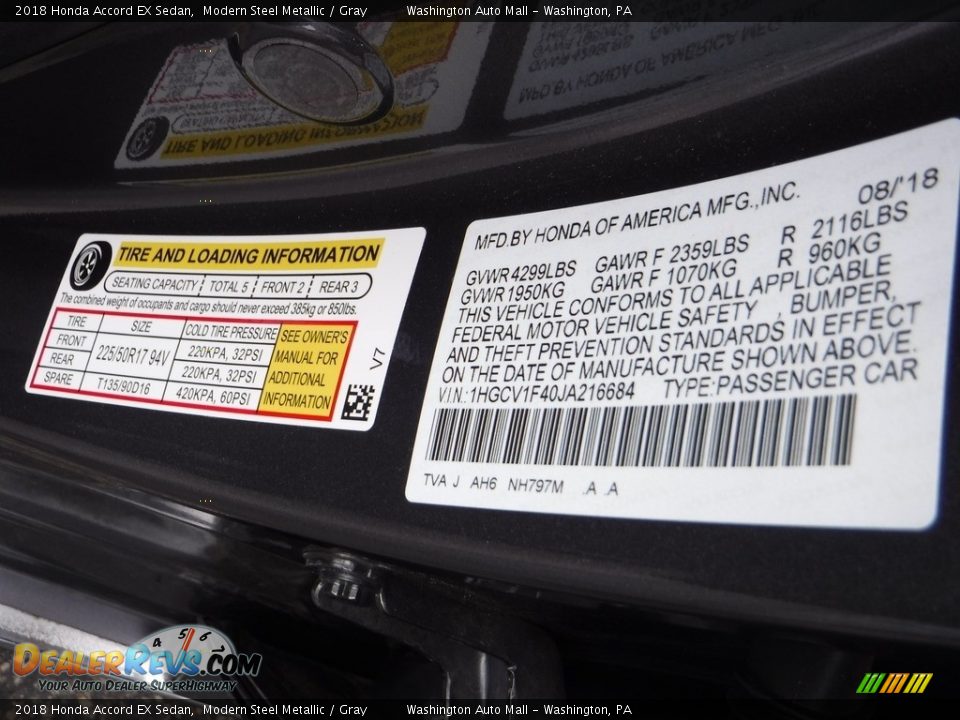 2018 Honda Accord EX Sedan, Modern Steel Metallic / Gray Washington Auto Mall - Washington, PA
TIRE AND LOADING INFORMATION
SEATING CAPACITY TOTAL 5 FRONT 2 REAR 3
The combined weight of occupants and cargo should never exceed 385kg or 850lbs.
TIRE SIZE COLD TIRE PRESSURE
FRONT 225/50R17 94V 220KPA, 32PSI
REAR 220KPA, 32PSI
SPARE T135/90D16 420KPA, 60PSI
SEE OWNER'S
MANUAL FOR
ADDITIONAL
INFORMATION
V7
MFD.BY HONDA OF AMERICA MFG.,INC. 08/'18
GVWR 4299LBS GAWR F 2359LBS R 2116LBS
GVWR 1950KG GAWR F 1070KG R 960KG
THIS VEHICLE CONFORMS TO ALL APPLICABLE
FEDERAL MOTOR VEHICLE SAFETY , BUMPER,
AND THEFT PREVENTION STANDARDS IN EFFECT
ON THE DATE OF MANUFACTURE SHOWN ABOVE.
V.I.N.:1HGCV1F40JA216684 TYPE:PASSENGER CAR
TVA J AH6 NH797M .A .A
4 5 6
DealerRevs.com
Your Auto Dealer SuperHighway
2018 Honda Accord EX Sedan, Modern Steel Metallic / Gray Washington Auto Mall - Washington, PA